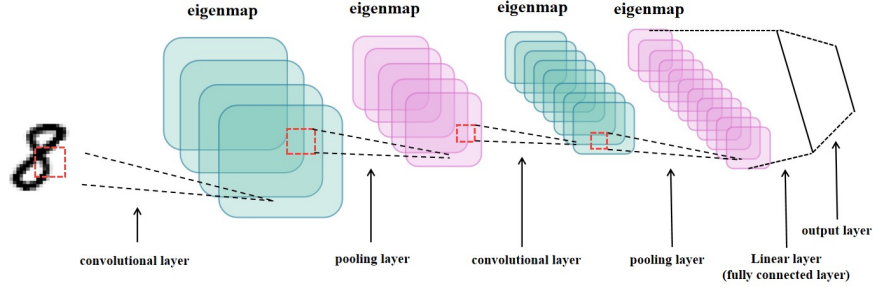 eigenmap
eigenmap
eigenmap
eigenmap
convolutional layer
pooling layer
convolutional layer
pooling layer
Linear layer
(fully connected layer)
output layer